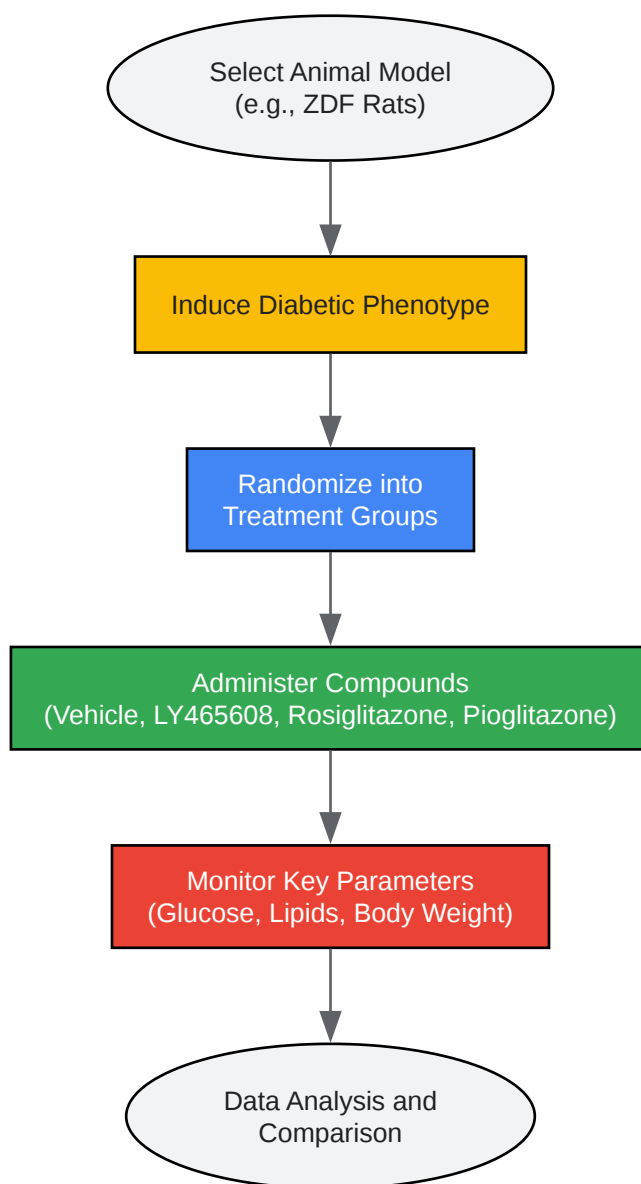 Select Animal Model
(e.g., ZDF Rats)
Induce Diabetic Phenotype
Randomize into
Treatment Groups
Administer Compounds
(Vehicle, LY465608, Rosiglitazone, Pioglitazone)
Monitor Key Parameters
(Glucose, Lipids, Body Weight)
Data Analysis and
Comparison